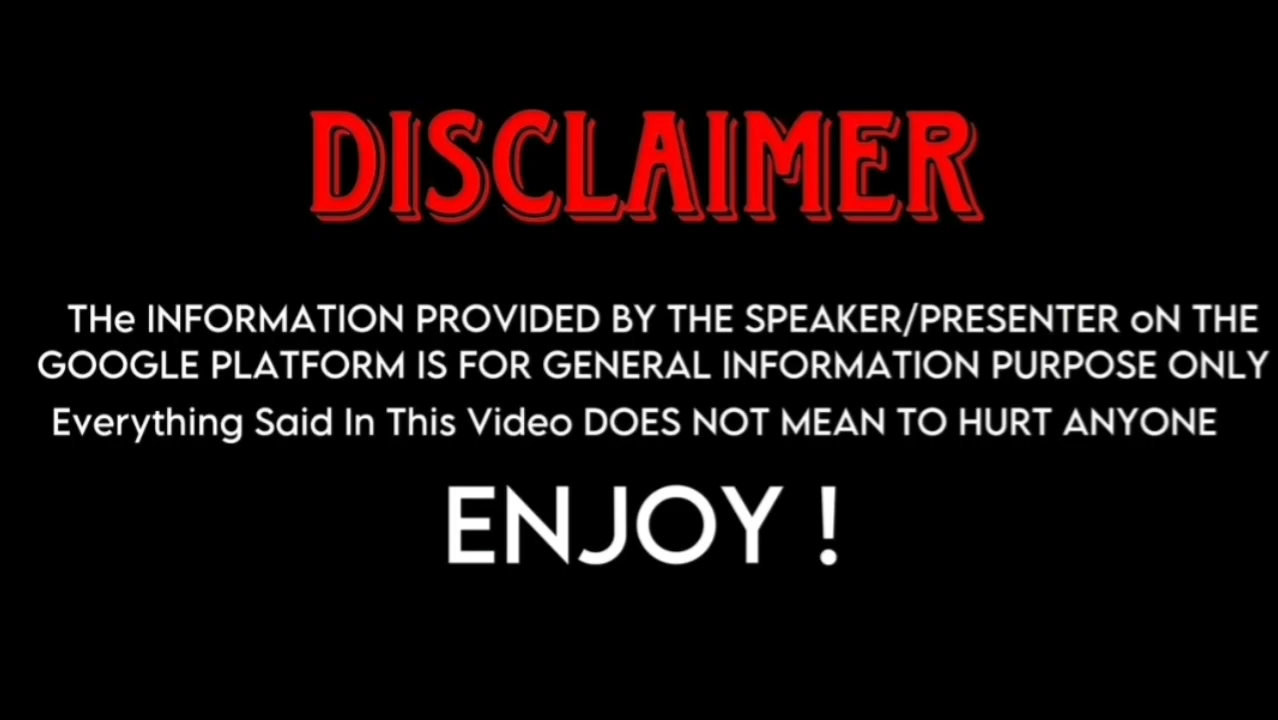 DISCLAIMER
THe INFORMATION PROVIDED BY THE SPEAKER/PRESENTER oN THE
GOOGLE PLATFORM IS FOR GENERAL INFORMATION PURPOSE ONLY
Everything Said In This Video DOES NOT MEAN TO HURT ANYONE
ENJOY !